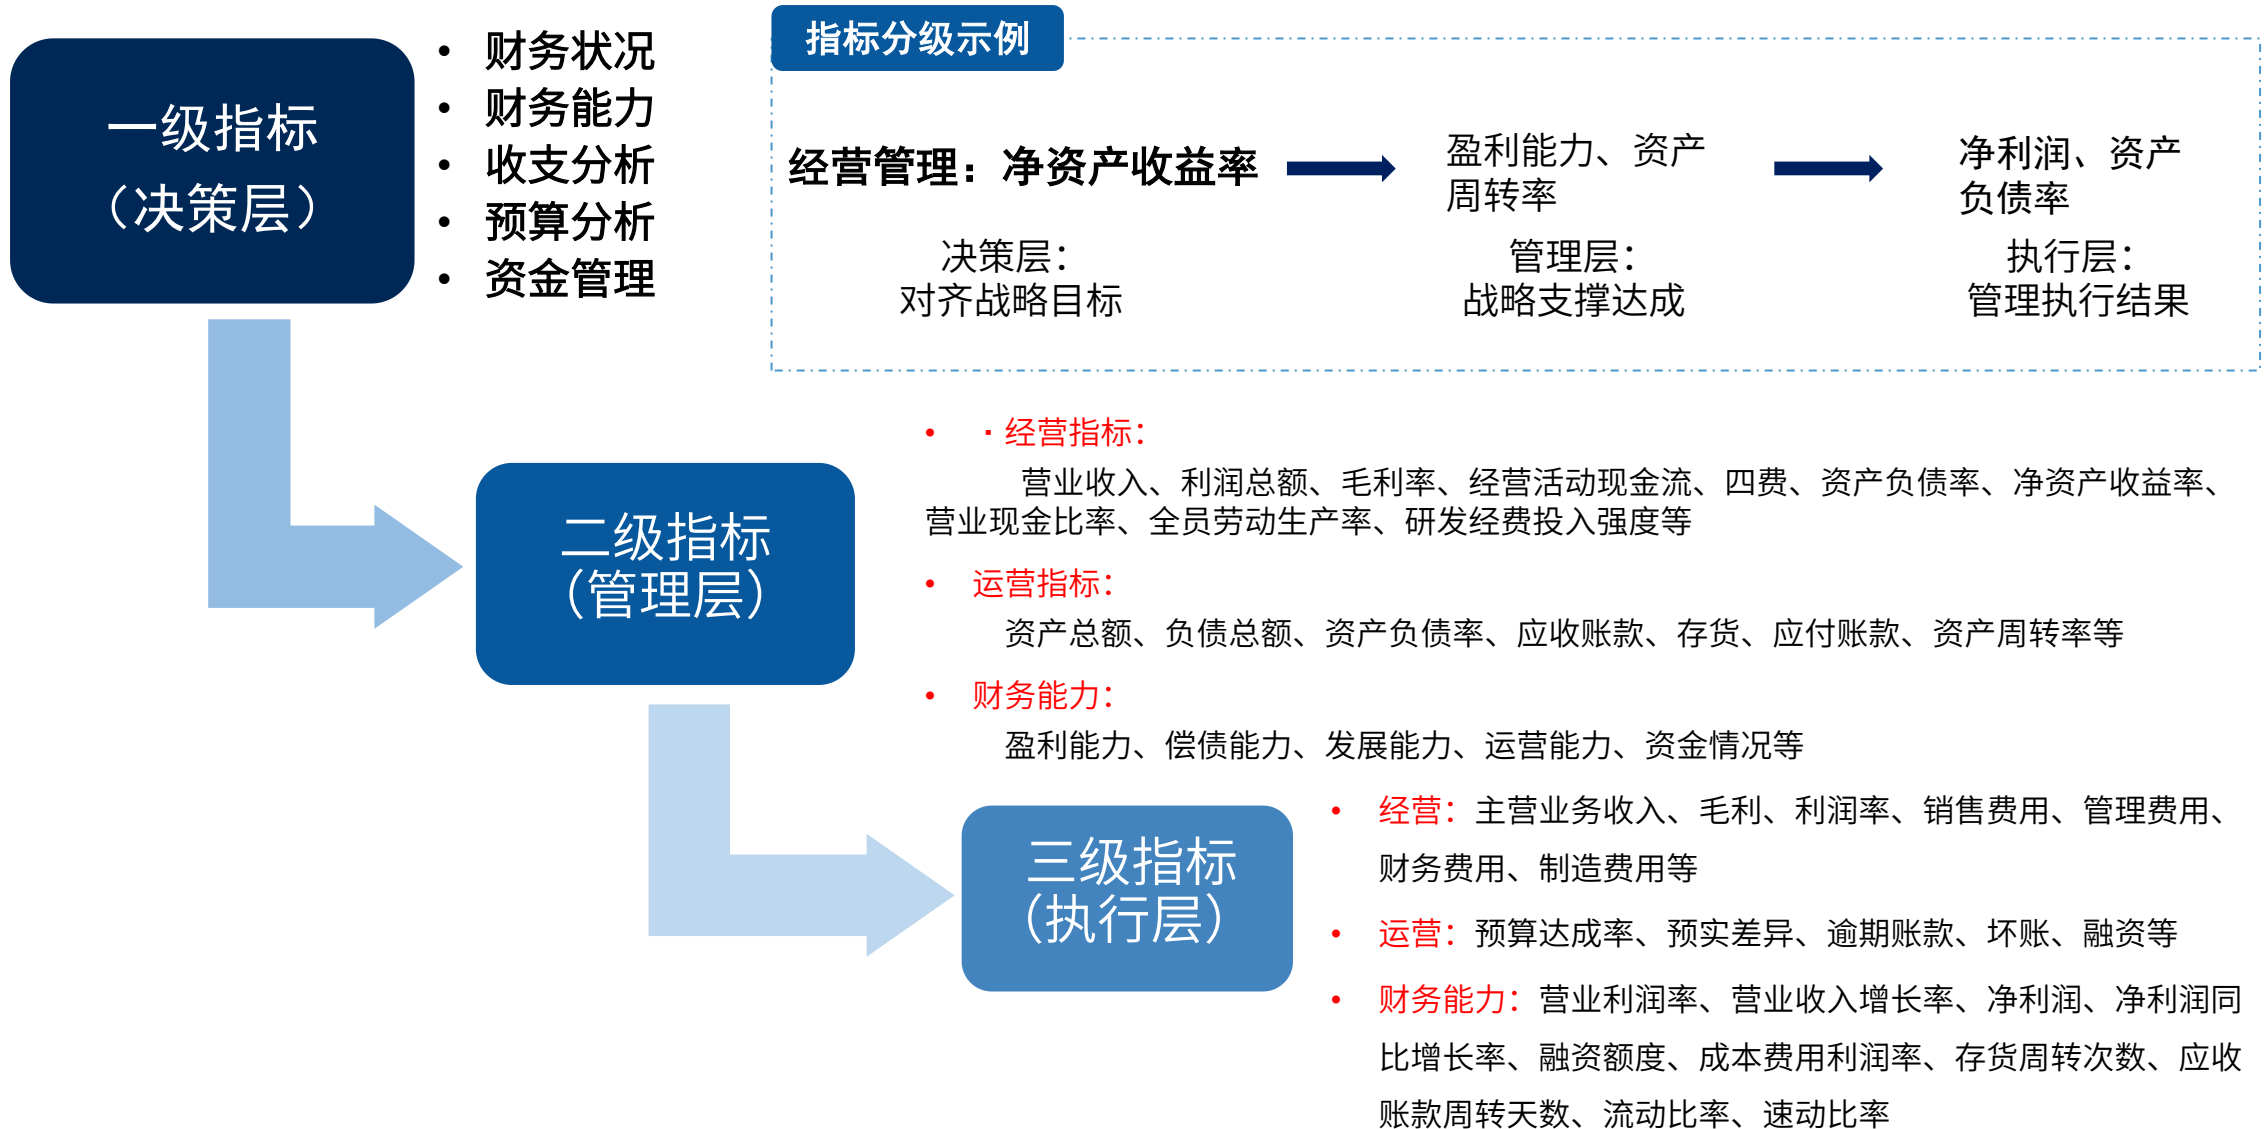 一级指标
（决策层）
• 财务状况
• 财务能力
• 收支分析
• 预算分析
• 资金管理
指标分级示例
经营管理：净资产收益率
盈利能力、资产
周转率
净利润、资产
负债率
决策层：
对齐战略目标
管理层：
战略支撑达成
执行层：
管理执行结果
二级指标
（管理层）
• ·经营指标：
营业收入、利润总额、毛利率、经营活动现金流、四费、资产负债率、净资产收益率、
营业现金比率、全员劳动生产率、研发经费投入强度等
• 运营指标：
资产总额、负债总额、资产负债率、应收账款、存货、应付账款、资产周转率等
• 财务能力：
盈利能力、偿债能力、发展能力、运营能力、资金情况等
三级指标
（执行层）
• 经营：主营业务收入、毛利、利润率、销售费用、管理费用、
财务费用、制造费用等
• 运营：预算达成率、预实差异、逾期账款、坏账、融资等
• 财务能力：营业利润率、营业收入增长率、净利润、净利润同
比增长率、融资额度、成本费用利润率、存货周转次数、应收
账款周转天数、流动比率、速动比率